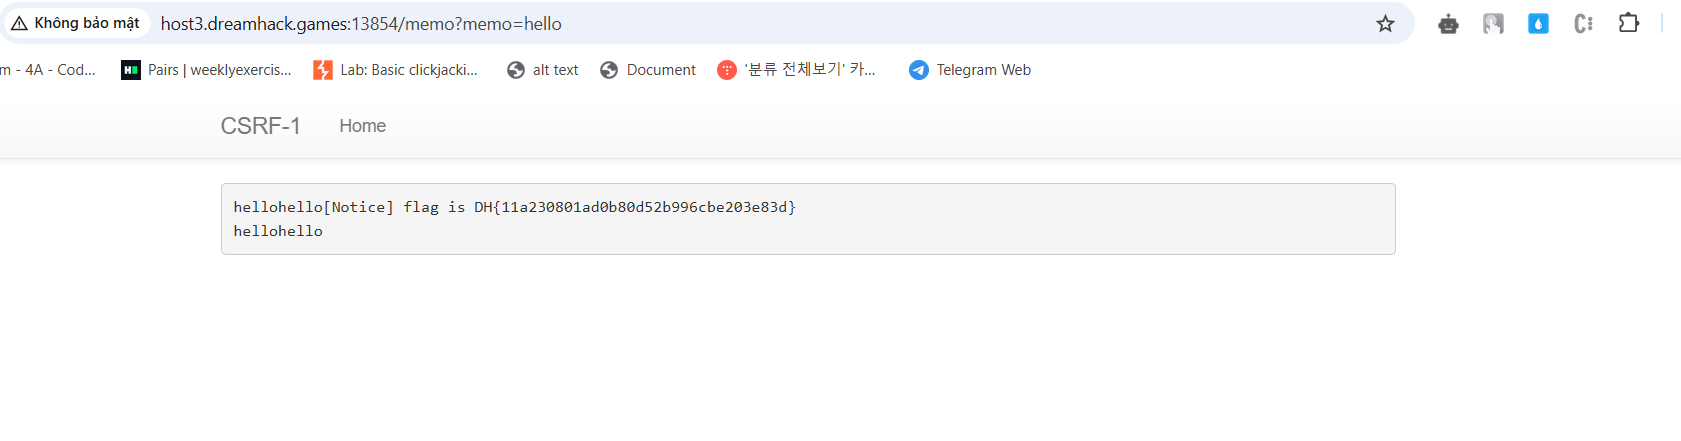 Không bảo mật host3.dreamhack.games:13854/memo?memo=hello
m - 4A - Cod... Pairs | weeklyexercis... Lab: Basic clickjacki... alt text Document '분류 전체보기' 카... Telegram Web
CSRF-1 Home
hellohello[Notice] flag is DH{11a230801ad0b80d52b996cbe203e83d}
hellohello